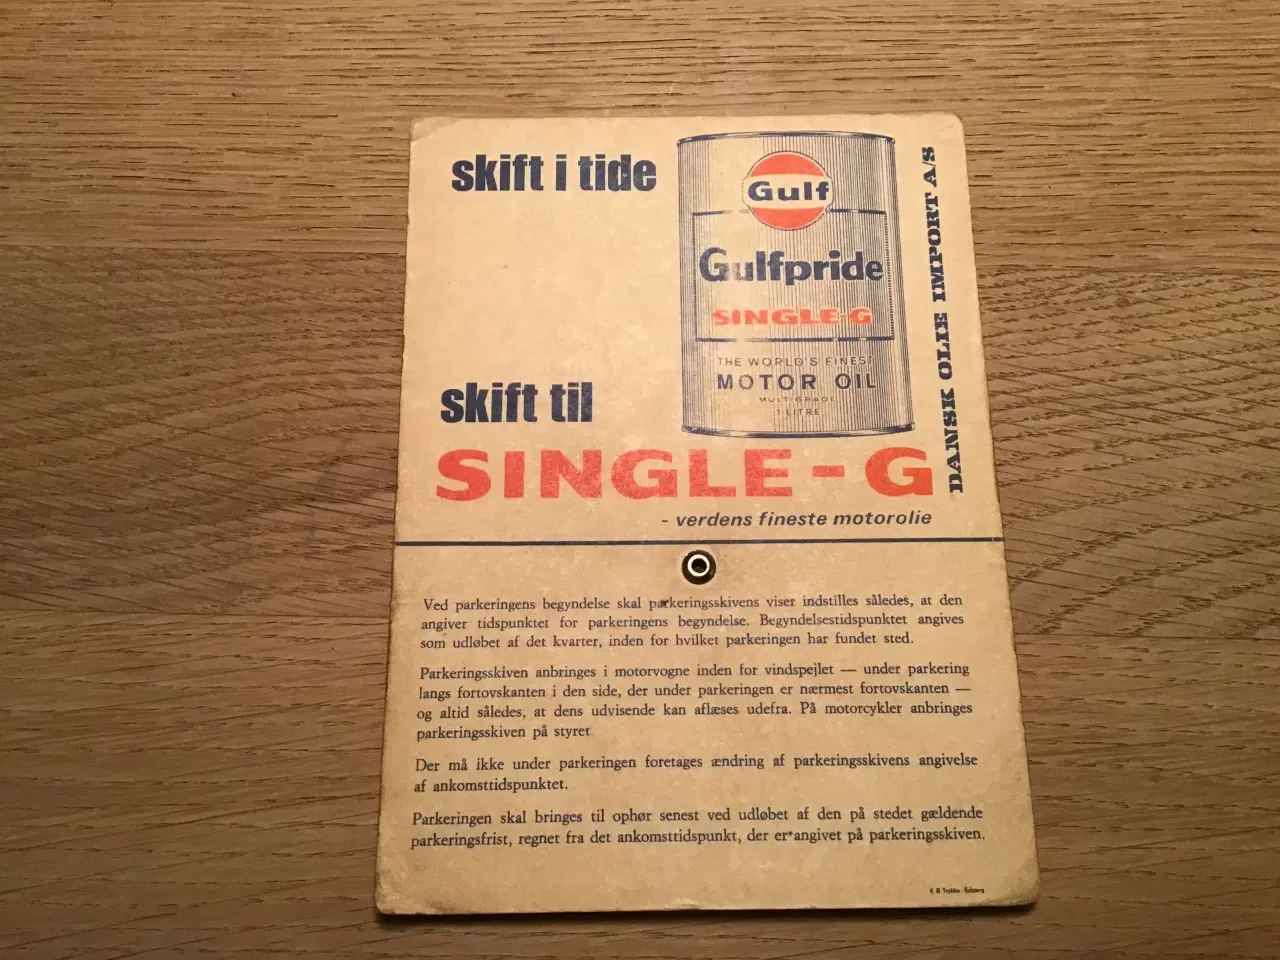 skift i tide
Gulf
Gulfpride
SINGLE-G
THE WORLD'S FINEST
MOTOR OIL
MULTI-GRADE
1 LITRE
DANSK OLIE IMPORT A/S
skift til
SINGLE-G
- verdens fineste motorolie
Ved parkeringens begyndelse skal parkeringsskivens viser indstilles således, at den
angiver tidspunktet for parkeringens begyndelse. Begyndelsestidspunktet angives
som udløbet af det kvarter, inden for hvilket parkeringen har fundet sted.
Parkeringsskiven anbringes i motorvogne inden for vindspejlet — under parkering
langs fortovskanten i den side, der under parkeringen er nærmest fortovskanten —
og altid således, at dens udvisende kan aflæses udefra. På motorcykler anbringes
parkeringsskiven på styret
Der må ikke under parkeringen foretages ændring af parkeringsskivens angivelse
af ankomsttidspunktet.
Parkeringen skal bringes til ophør senest ved udløbet af den på stedet gældende
parkeringsfrist, regnet fra det ankomsttidspunkt, der er angivet på parkeringsskiven.